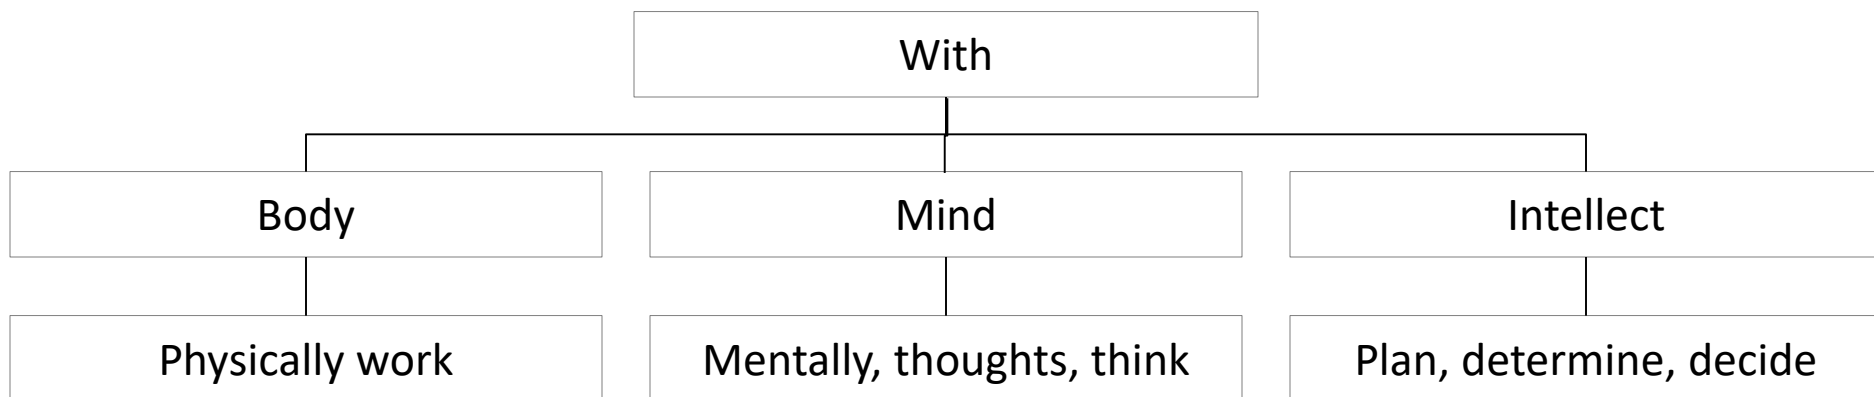 With
Body
Mind
Intellect
Physically work
Mentally, thoughts, think
Plan, determine, decide